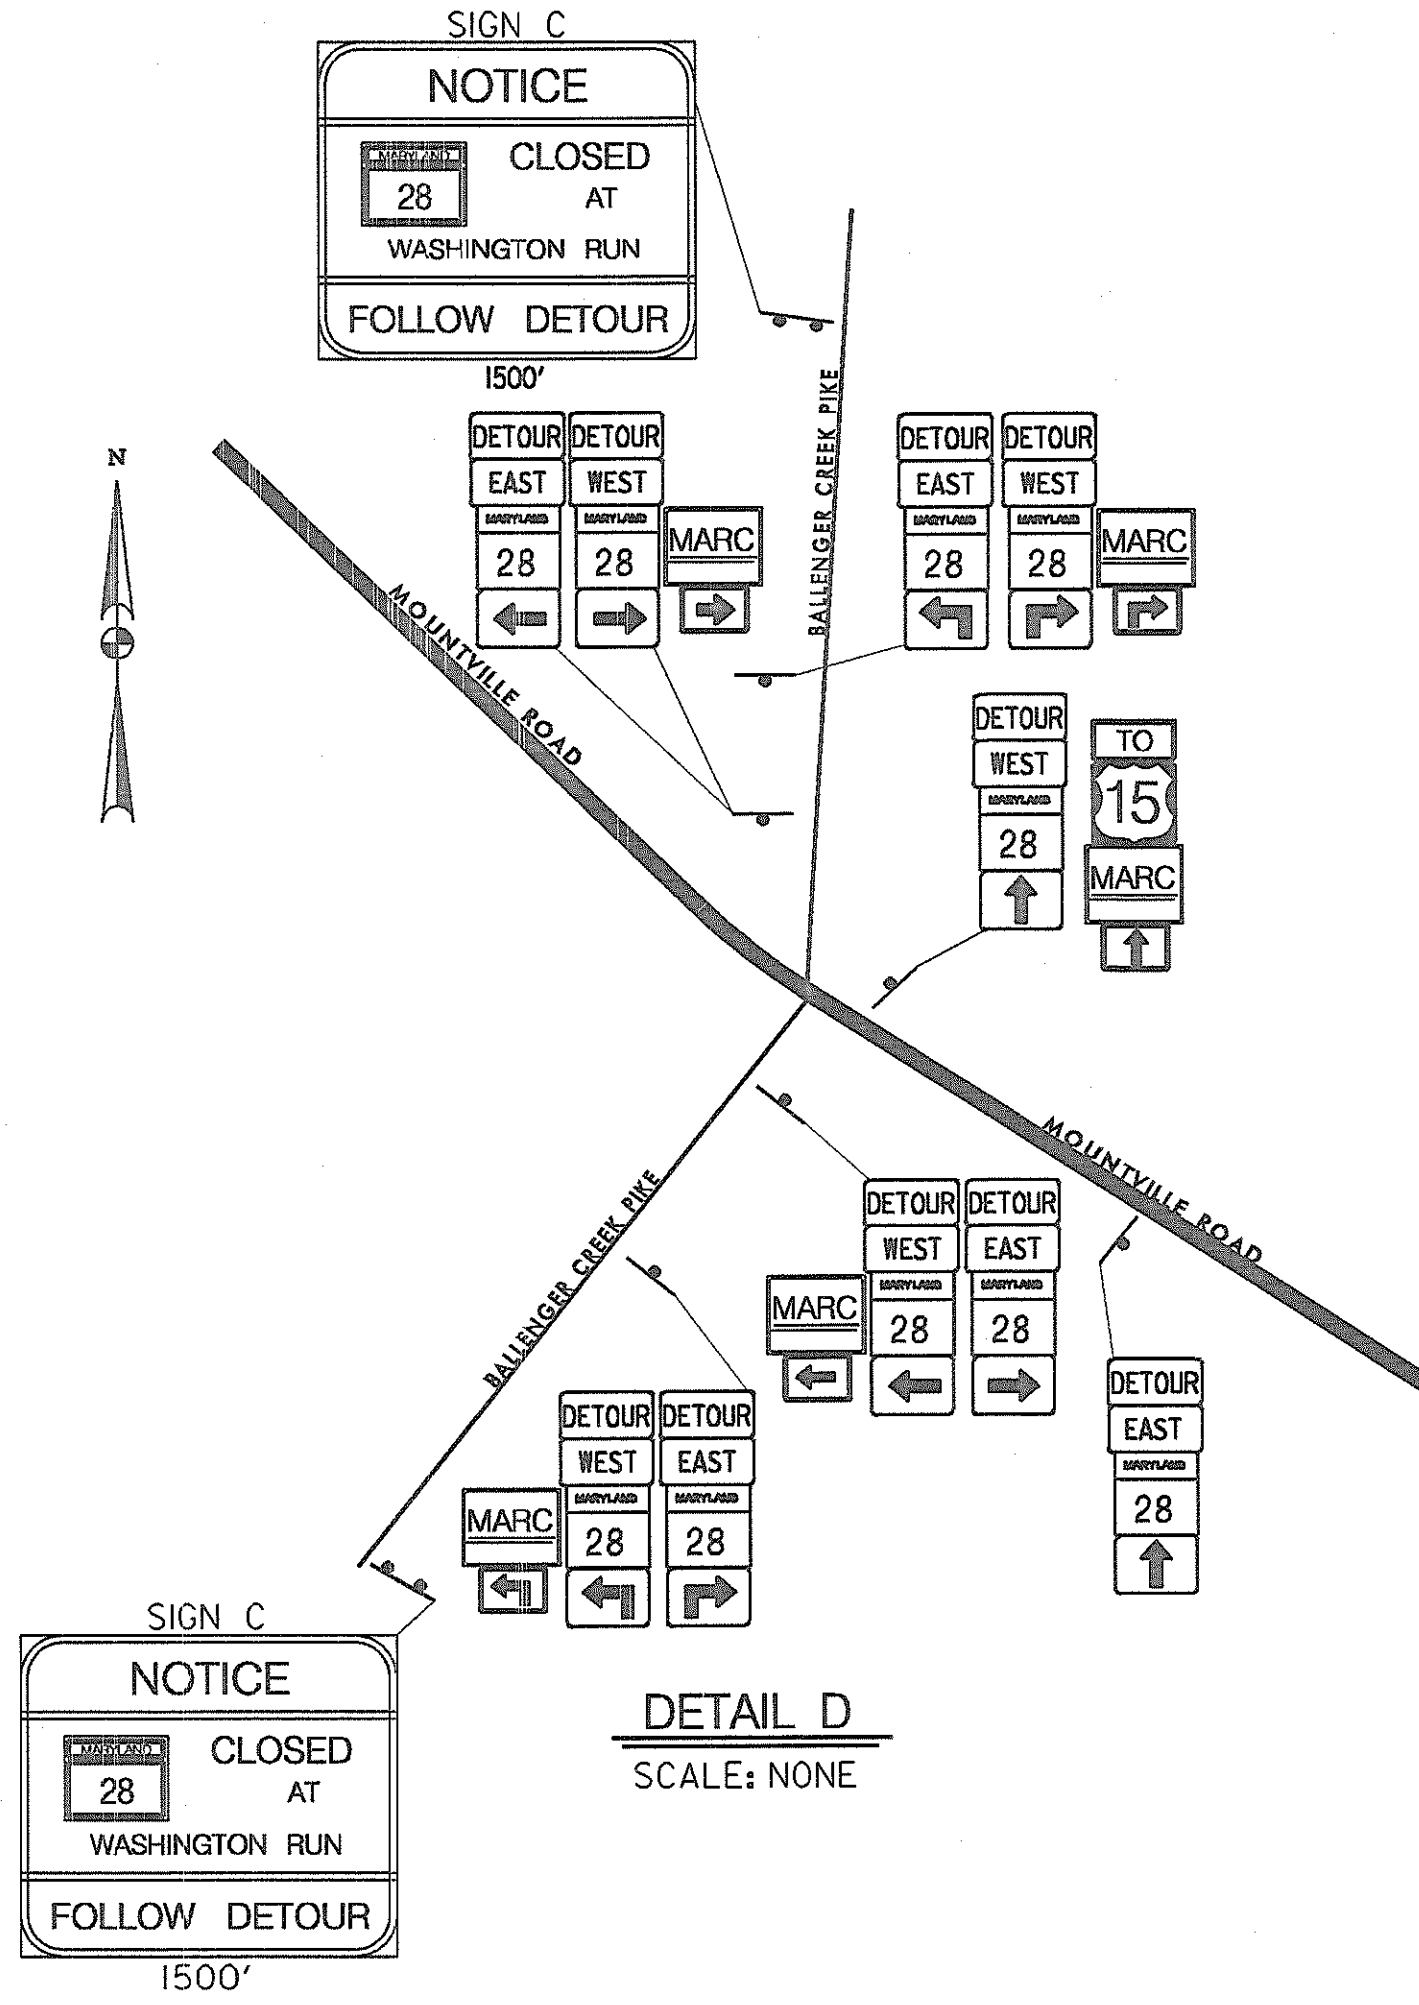 SIGN C
NOTICE
MARYLAND
28
CLOSED
AT
WASHINGTON RUN
FOLLOW DETOUR
1500'
N
DETOUR
EAST
MARYLAND
28
DETOUR
WEST
MARYLAND
28
MARC
BALLENGER CREEK PIKE
DETOUR
EAST
MARYLAND
28
DETOUR
WEST
MARYLAND
28
MARC
MOUNTVILLE ROAD
DETOUR
WEST
MARYLAND
28
TO
15
MARC
MOUNTVILLE ROAD
BALLENGER CREEK PIKE
MARC
DETOUR
WEST
MARYLAND
28
DETOUR
EAST
MARYLAND
28
DETOUR
EAST
MARYLAND
28
MARC
DETOUR
WEST
MARYLAND
28
DETOUR
EAST
MARYLAND
28
SIGN C
NOTICE
MARYLAND
28
CLOSED
AT
WASHINGTON RUN
FOLLOW DETOUR
1500'
DETAIL D
SCALE: NONE